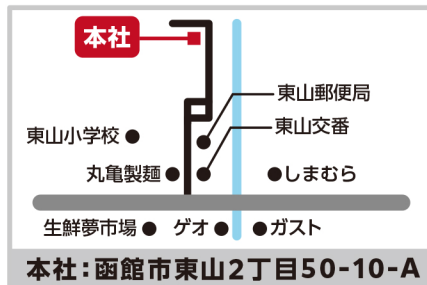 本社
東山郵便局
東山小学校
東山交番
丸亀製麺
しまむら
生鮮夢市場
ゲオ
ガスト
本社:函館市東山2丁目50-10-A